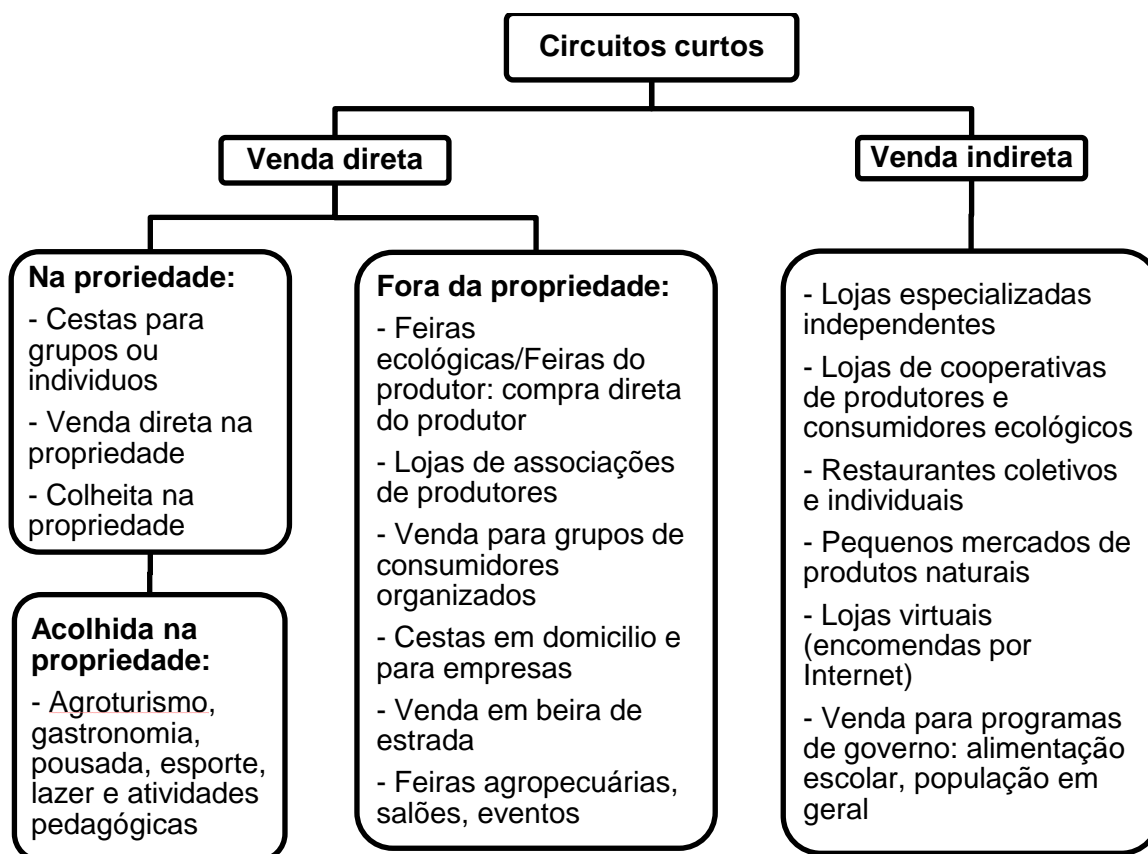 Circuitos curtos
Venda direta
Venda indireta
Na proriedade:
- Cestas para
grupos ou
individuos
- Venda direta na
propriedade
- Colheita na
propriedade
Acolhida na
propriedade:
- Agroturismo,
gastronomia,
pousada, esporte,
lazer e atividades
pedagógicas
Fora da propriedade:
- Feiras
ecológicas/Feiras do
produtor: compra direta
do produtor
- Lojas de associações
de produtores
- Venda para grupos de
consumidores
organizados
- Cestas em domicilio e
para empresas
- Venda em beira de
estrada
- Feiras agropecuárias,
salões, eventos
- Lojas especializadas
independentes
- Lojas de cooperativas
de produtores e
consumidores ecológicos
- Restaurantes coletivos
e individuais
- Pequenos mercados de
produtos naturais
- Lojas virtuais
(encomendas por
Internet)
- Venda para programas
de governo: alimentação
escolar, população em
geral